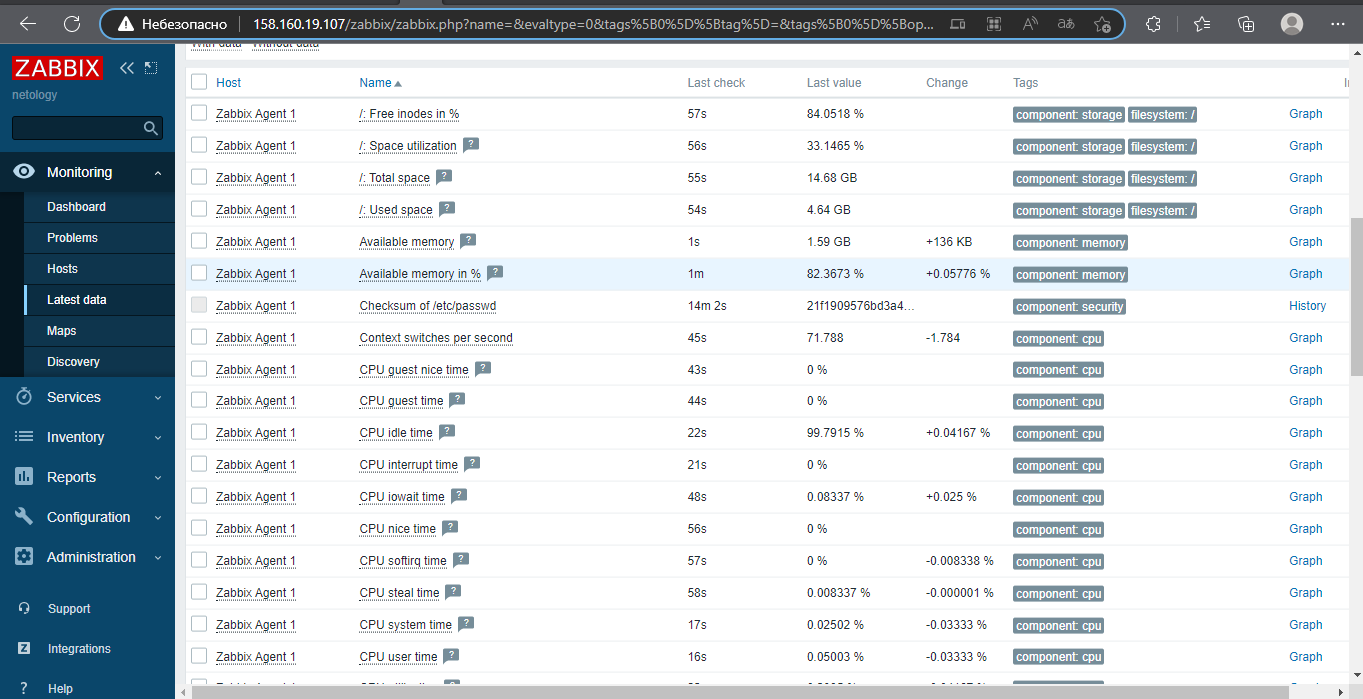 Небезопасно 158.160.19.107/zabbix/zabbix.php?name=&evaltype=0&tags%5B0%5D%5Btag%5D=&tags%5B0%5D%5Bop...
With data Without data
ZABBIX
netology
Monitoring
Dashboard
Problems
Hosts
Latest data
Maps
Discovery
Services
Inventory
Reports
Configuration
Administration
Support
Z Integrations
? Help
Host Name Last check Last value Change Tags
Zabbix Agent 1 /: Free inodes in % 57s 84.0518 % component: storage filesystem: / Graph
Zabbix Agent 1 /: Space utilization ? 56s 33.1465 % component: storage filesystem: / Graph
Zabbix Agent 1 /: Total space ? 55s 14.68 GB component: storage filesystem: / Graph
Zabbix Agent 1 /: Used space ? 54s 4.64 GB component: storage filesystem: / Graph
Zabbix Agent 1 Available memory ? 1s 1.59 GB +136 KB component: memory Graph
Zabbix Agent 1 Available memory in % ? 1m 82.3673 % +0.05776 % component: memory Graph
Zabbix Agent 1 Checksum of /etc/passwd 14m 2s 21f1909576bd3a4... component: security History
Zabbix Agent 1 Context switches per second 45s 71.788 -1.784 component: cpu Graph
Zabbix Agent 1 CPU guest nice time ? 43s 0 % component: cpu Graph
Zabbix Agent 1 CPU guest time ? 44s 0 % component: cpu Graph
Zabbix Agent 1 CPU idle time ? 22s 99.7915 % +0.04167 % component: cpu Graph
Zabbix Agent 1 CPU interrupt time ? 21s 0 % component: cpu Graph
Zabbix Agent 1 CPU iowait time ? 48s 0.08337 % +0.025 % component: cpu Graph
Zabbix Agent 1 CPU nice time ? 56s 0 % component: cpu Graph
Zabbix Agent 1 CPU softirq time ? 57s 0 % -0.008338 % component: cpu Graph
Zabbix Agent 1 CPU steal time ? 58s 0.008337 % -0.000001 % component: cpu Graph
Zabbix Agent 1 CPU system time ? 17s 0.02502 % -0.03333 % component: cpu Graph
Zabbix Agent 1 CPU user time ? 16s 0.05003 % -0.03333 % component: cpu Graph